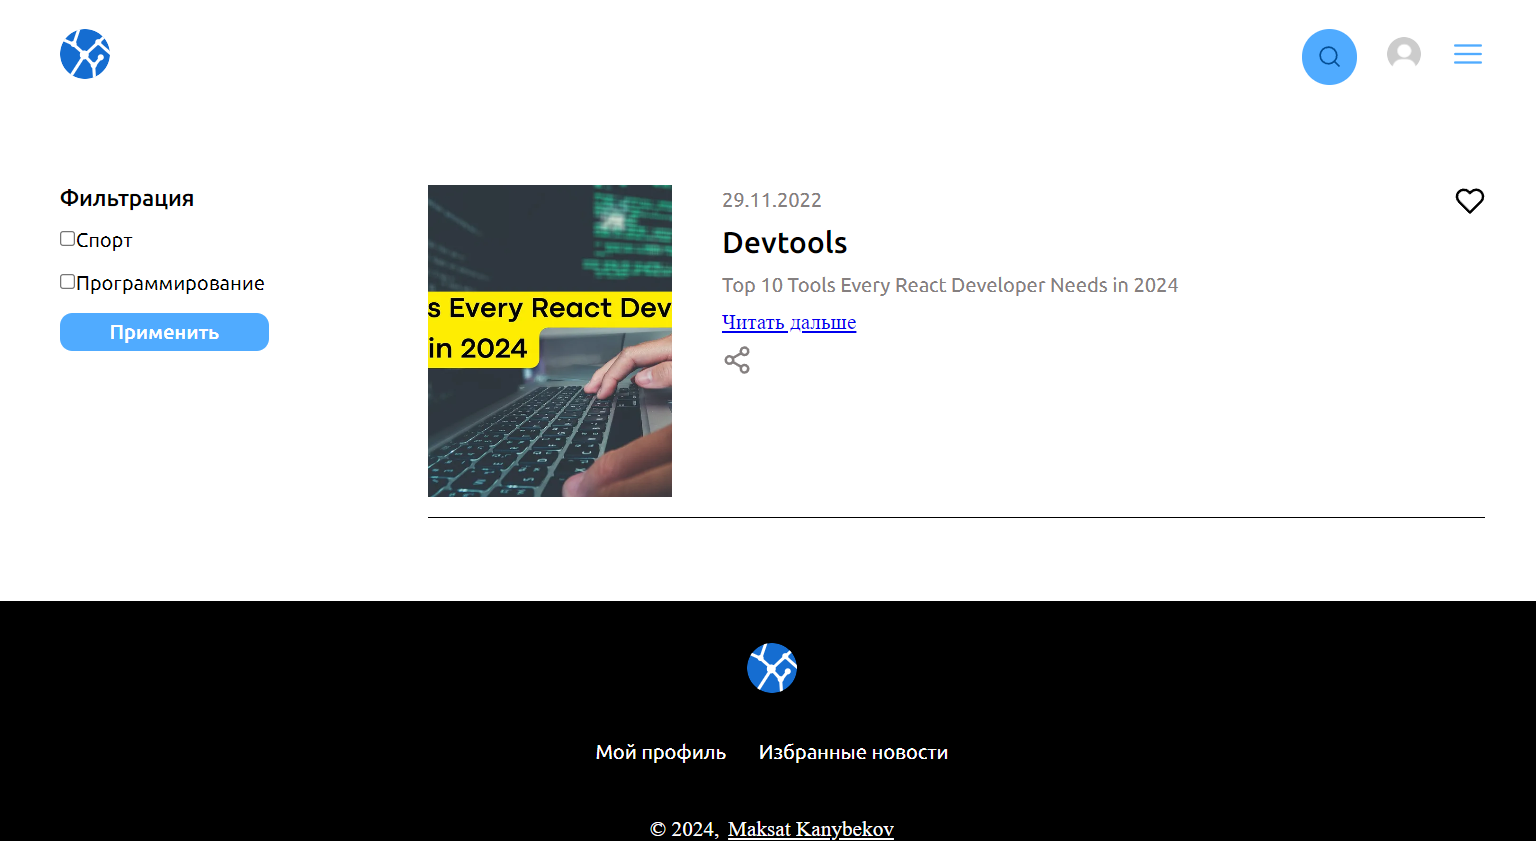 Фильтрация
Спорт
Программирование
Применить
s Every React Dev
in 2024
29.11.2022
Devtools
Top 10 Tools Every React Developer Needs in 2024
Читать дальше
Мой профиль
Избранные новости
© 2024, Maksat Kanybekov